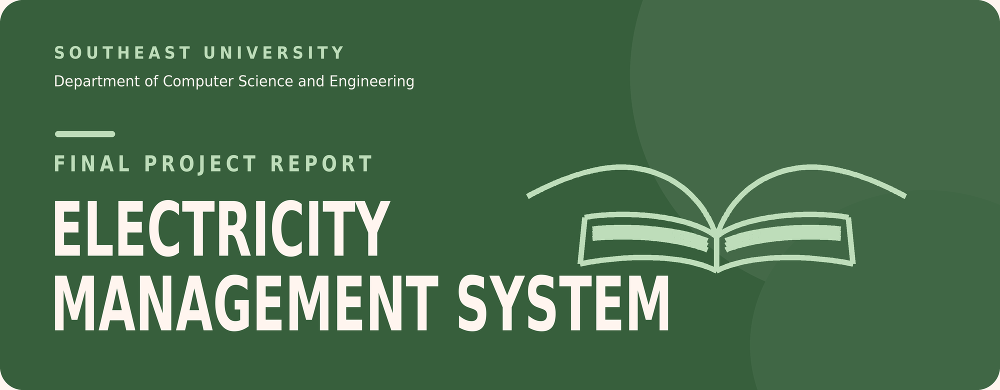 SOUTHEAST UNIVERSITY
Department of Computer Science and Engineering
FINAL PROJECT REPORT
ELECTRICITY
MANAGEMENT SYSTEM